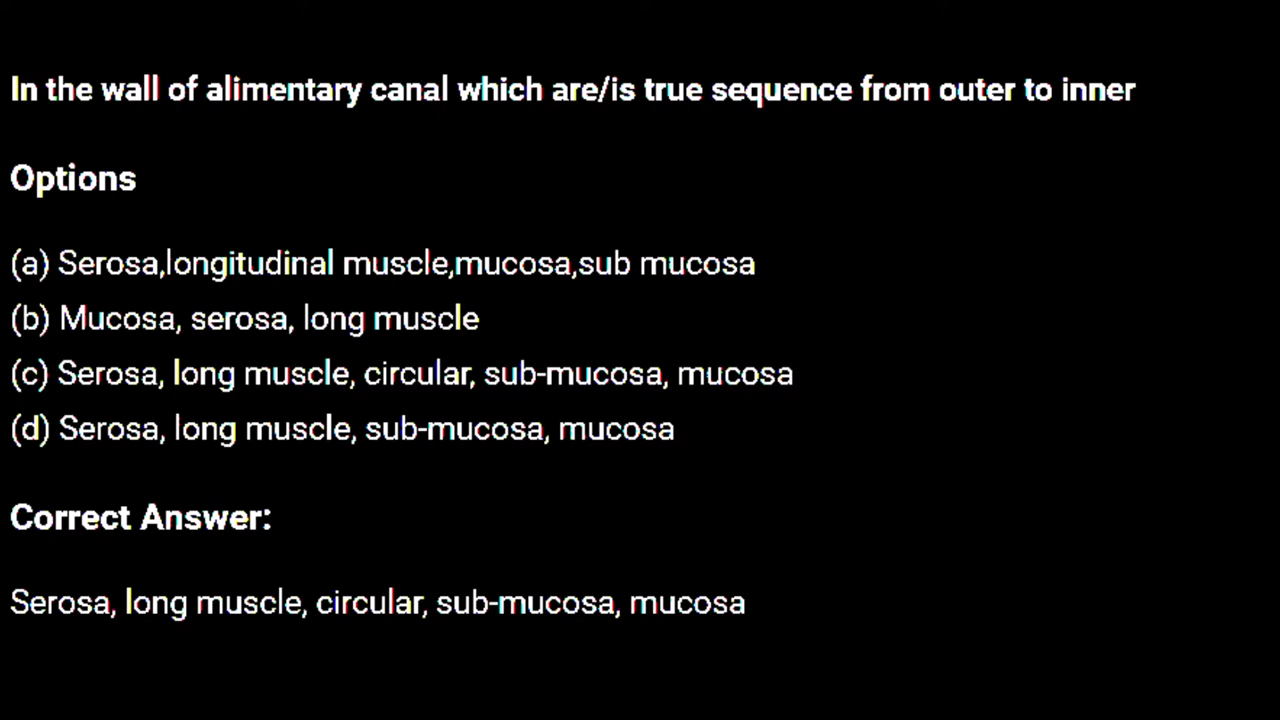 In the wall of alimentary canal which are/is true sequence from outer to inner
Options
(a) Serosa,longitudinal muscle,mucosa,sub mucosa
(b) Mucosa, serosa, long muscle
(c) Serosa, long muscle, circular, sub-mucosa, mucosa
(d) Serosa, long muscle, sub-mucosa, mucosa
Correct Answer:
Serosa, long muscle, circular, sub-mucosa, mucosa